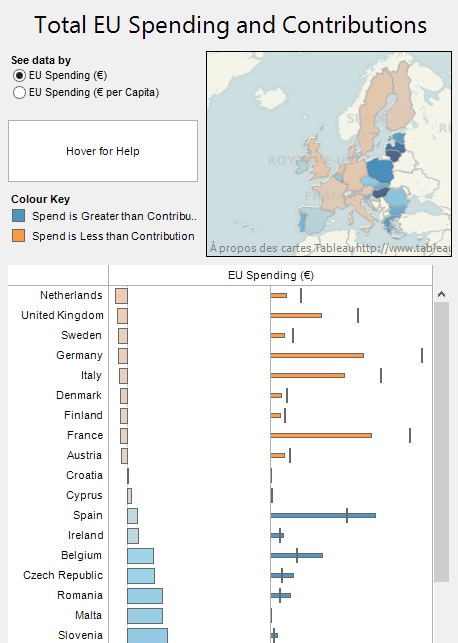 Total EU Spending and Contributions
See data by
EU Spending (€)
EU Spending (€ per Capita)
Hover for Help
Colour Key
Spend is Greater than Contribu..
Spend is Less than Contribution
À propos des cartes Tableau http://www.tableau
EU Spending (€)
Netherlands
United Kingdom
Sweden
Germany
Italy
Denmark
Finland
France
Austria
Croatia
Cyprus
Spain
Ireland
Belgium
Czech Republic
Romania
Malta
Slovenia